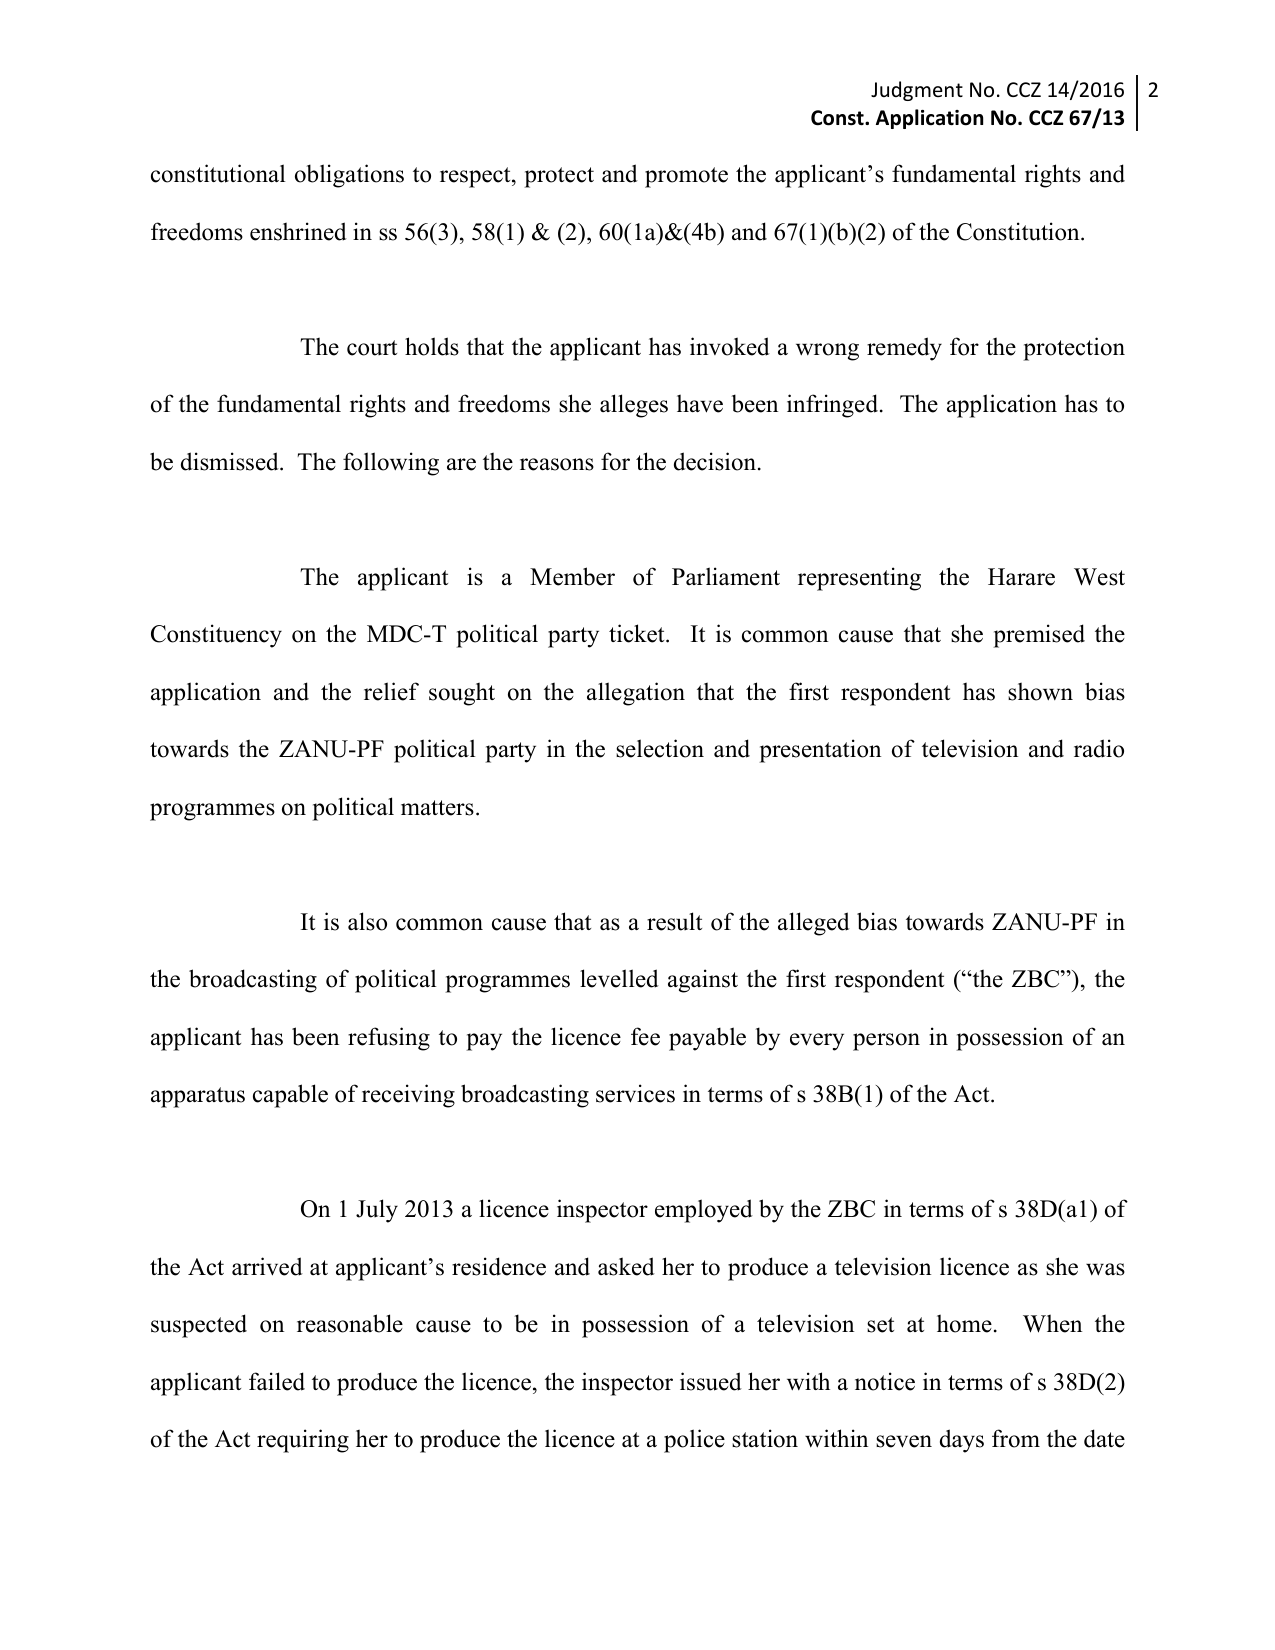 Judgment No. CCZ 14/2016 2
Const. Application No. CCZ 67/13
constitutional obligations to respect, protect and promote the applicant’s fundamental rights and
freedoms enshrined in ss 56(3), 58(1) & (2), 60(1a)&(4b) and 67(1)(b)(2) of the Constitution.
The court holds that the applicant has invoked a wrong remedy for the protection
of the fundamental rights and freedoms she alleges have been infringed. The application has to
be dismissed. The following are the reasons for the decision.
The applicant is a Member of Parliament representing the Harare West
Constituency on the MDC-T political party ticket. It is common cause that she premised the
application and the relief sought on the allegation that the first respondent has shown bias
towards the ZANU-PF political party in the selection and presentation of television and radio
programmes on political matters.
It is also common cause that as a result of the alleged bias towards ZANU-PF in
the broadcasting of political programmes levelled against the first respondent (“the ZBC”), the
applicant has been refusing to pay the licence fee payable by every person in possession of an
apparatus capable of receiving broadcasting services in terms of s 38B(1) of the Act.
On 1 July 2013 a licence inspector employed by the ZBC in terms of s 38D(a1) of
the Act arrived at applicant’s residence and asked her to produce a television licence as she was
suspected on reasonable cause to be in possession of a television set at home. When the
applicant failed to produce the licence, the inspector issued her with a notice in terms of s 38D(2)
of the Act requiring her to produce the licence at a police station within seven days from the date